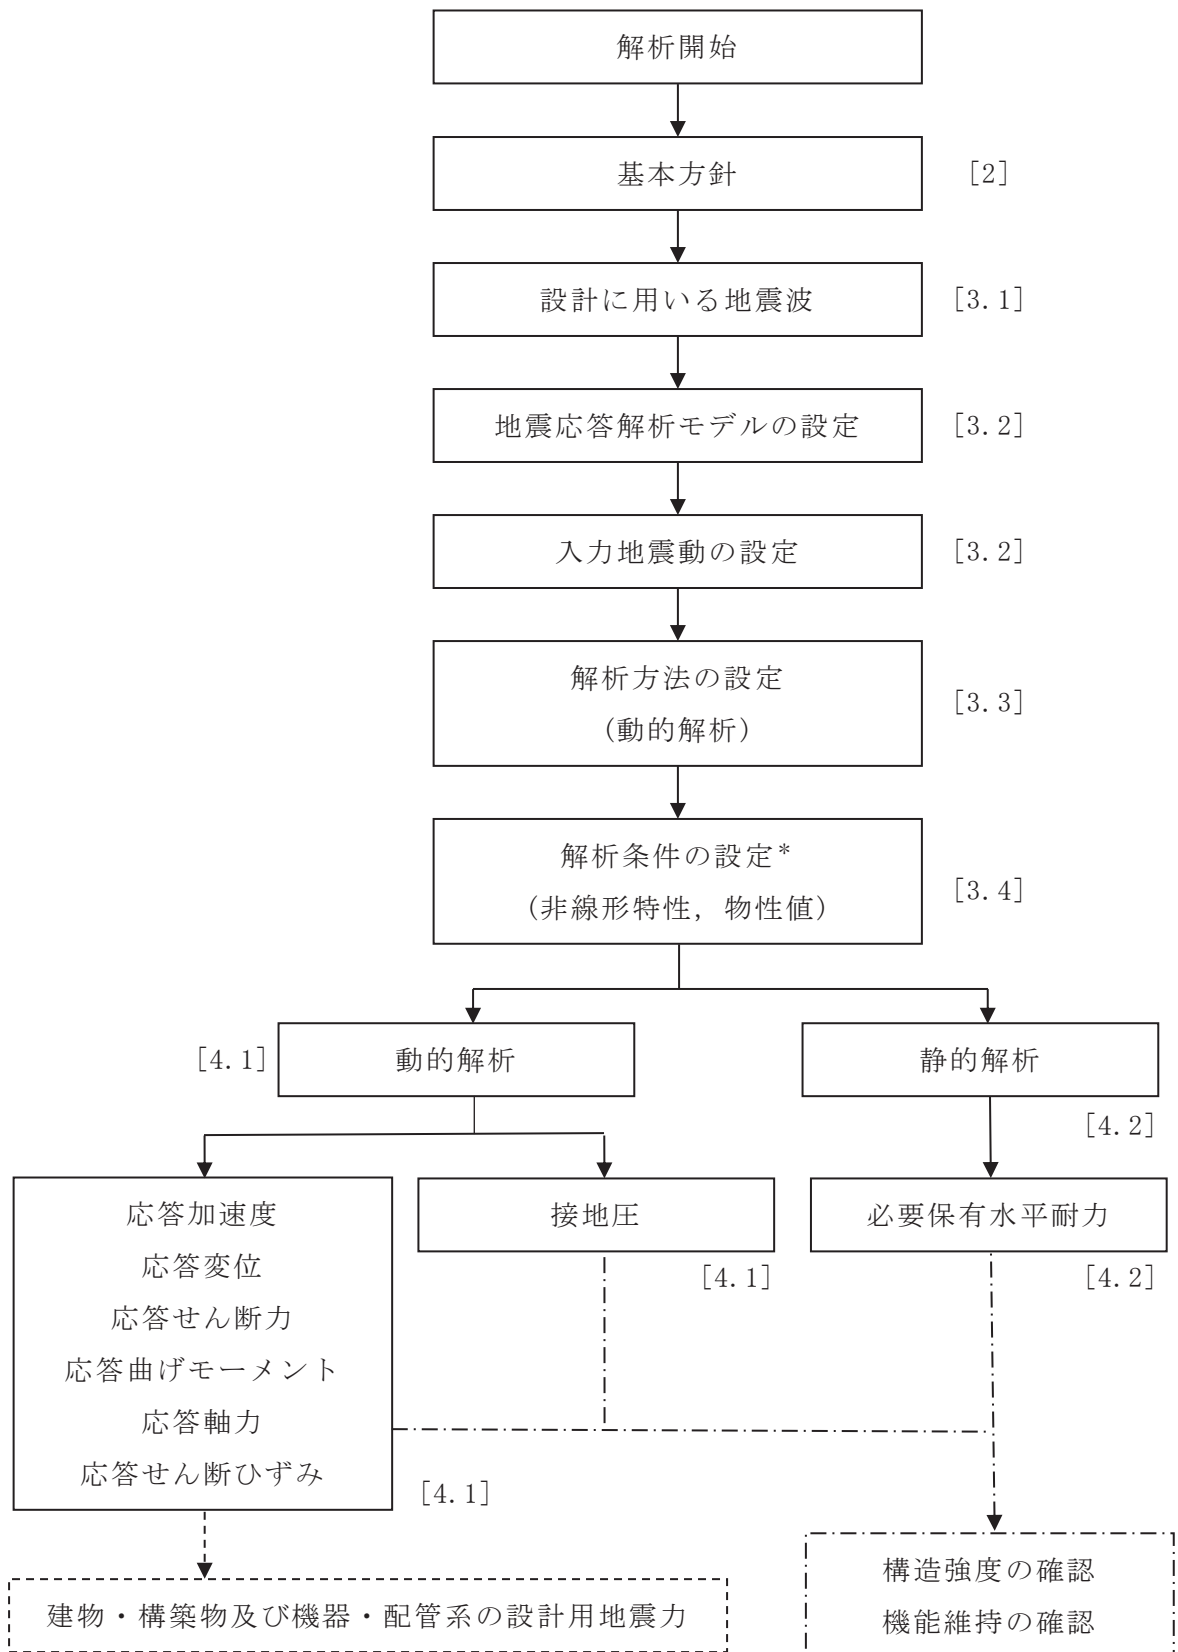 解析開始
基本方針
[2]
設計に用いる地震波
[3.1]
地震応答解析モデルの設定
[3.2]
入力地震動の設定
[3.2]
解析方法の設定
(動的解析)
[3.3]
解析条件の設定*
(非線形特性，物性値)
[3.4]
[4.1]
動的解析
静的解析
[4.2]
応答加速度
応答変位
応答せん断力
応答曲げモーメント
応答軸力
応答せん断ひずみ
[4.1]
接地圧
[4.1]
必要保有水平耐力
[4.2]
建物・構築物及び機器・配管系の設計用地震力
構造強度の確認
機能維持の確認